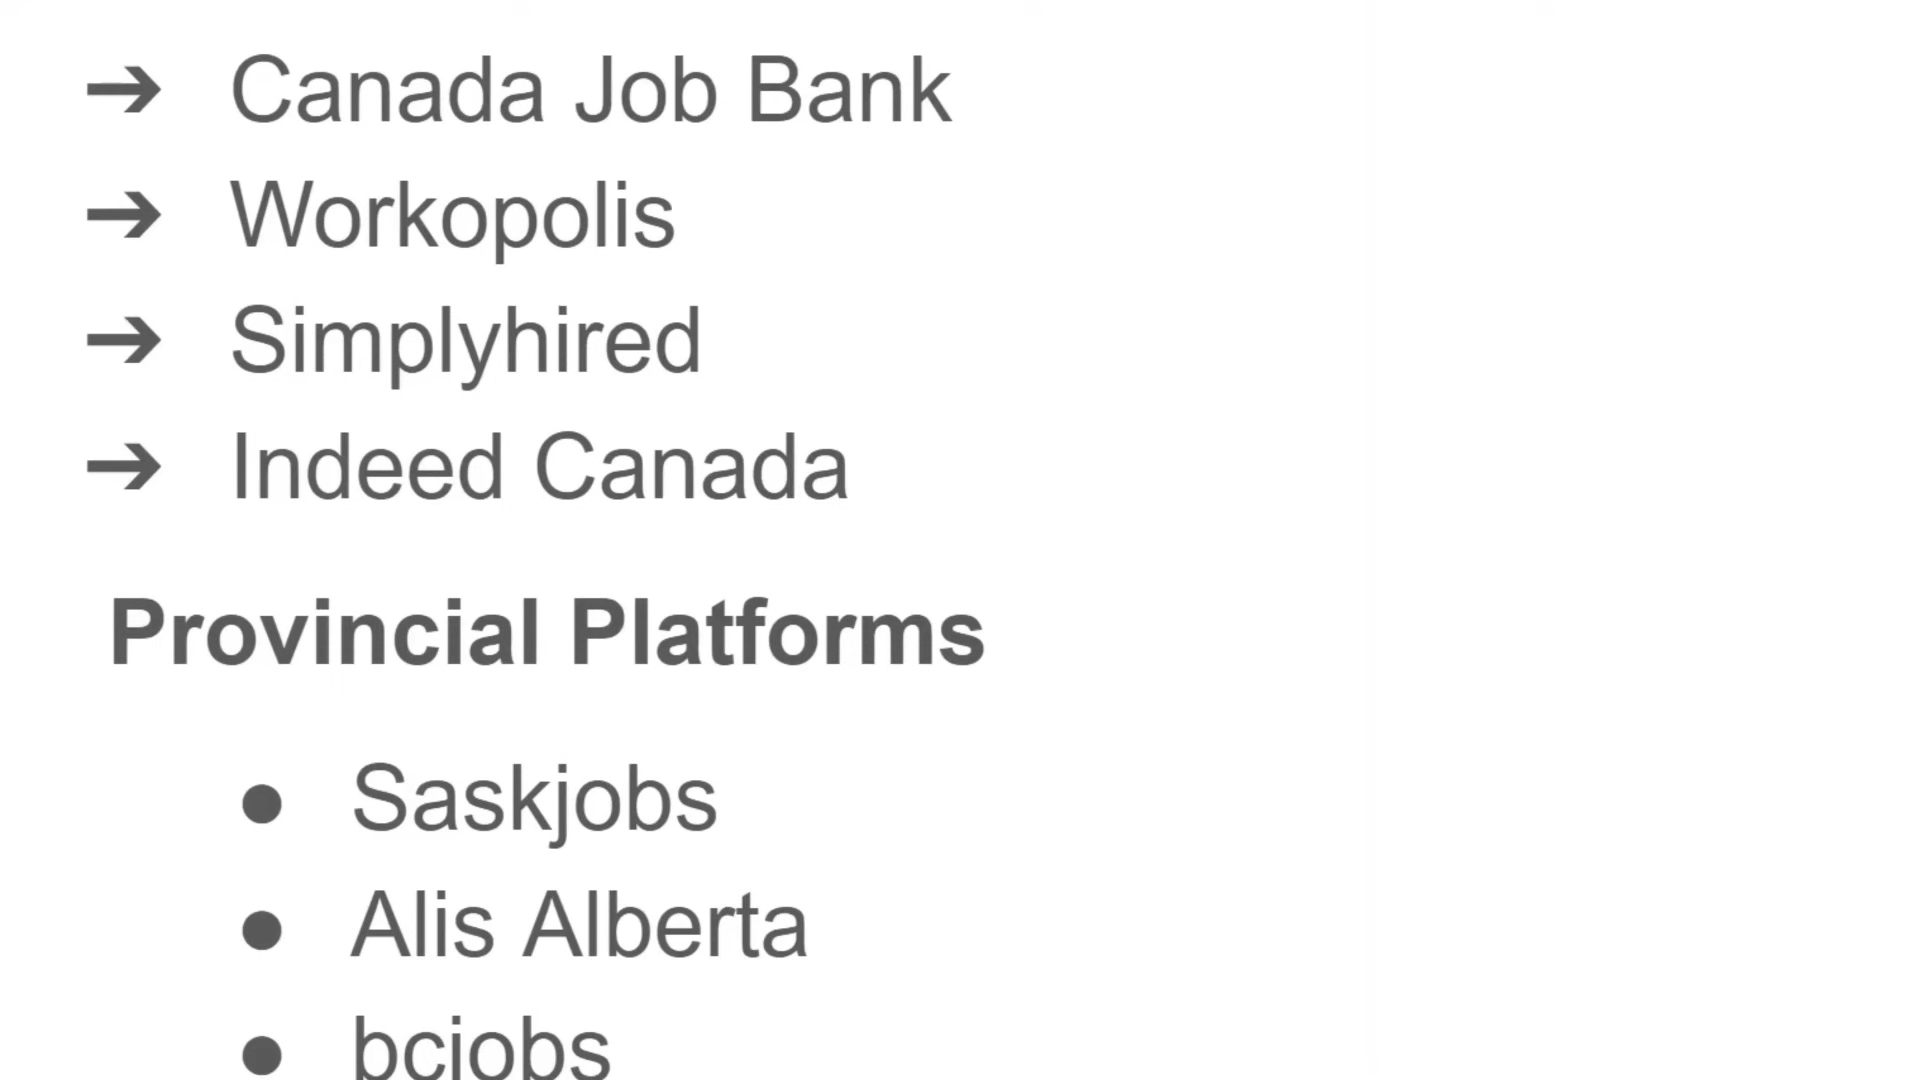 ➔ Canada Job Bank
➔ Workopolis
➔ Simplyhired
➔ Indeed Canada
Provincial Platforms
● Saskjobs
● Alis Alberta
● bcjobs